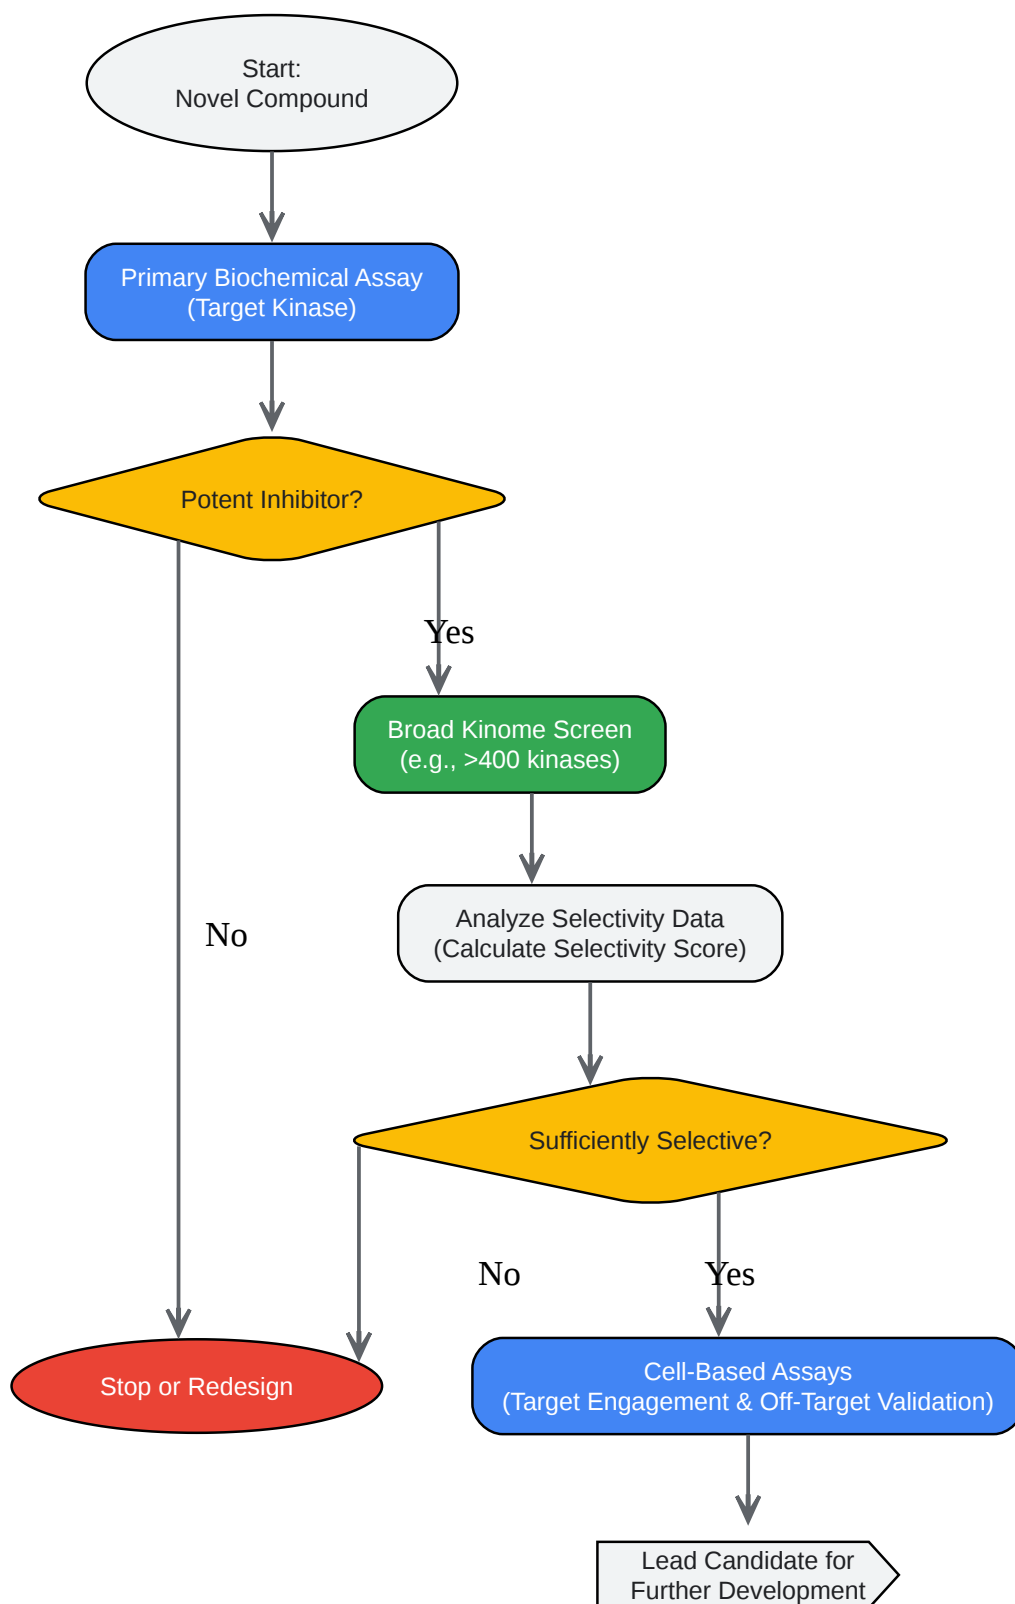 Start:
Novel Compound
Primary Biochemical Assay
(Target Kinase)
Potent Inhibitor?
Yes
Broad Kinome Screen
(e.g., >400 kinases)
No
Analyze Selectivity Data
(Calculate Selectivity Score)
Sufficiently Selective?
No
Yes
Stop or Redesign
Cell-Based Assays
(Target Engagement & Off-Target Validation)
Lead Candidate for
Further Development